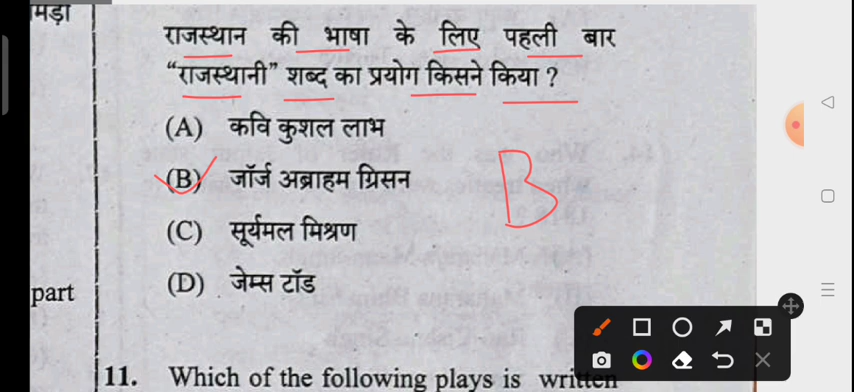 मिड़ा
राजस्थान की भाषा के लिए पहली बार
“राजस्थानी” शब्द का प्रयोग किसने किया ?
(A) कवि कुशल लाभ
(B) जॉर्ज अब्राहम ग्रिसन
B
(C) सूर्यमल मिश्रण
(D) जेम्स टॉड
part
11. Which of the following plays is written